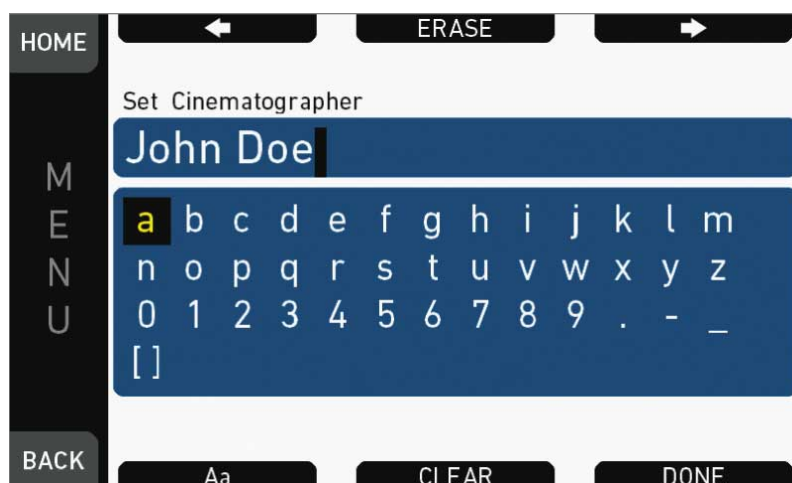 HOME
ERASE
Set Cinematographer
John Doe
MENU
a b c d e f g h i j k l m
n o p q r s t u v w x y z
0 1 2 3 4 5 6 7 8 9 . - _
[ ]
BACK
Aa
CLEAR
DONE